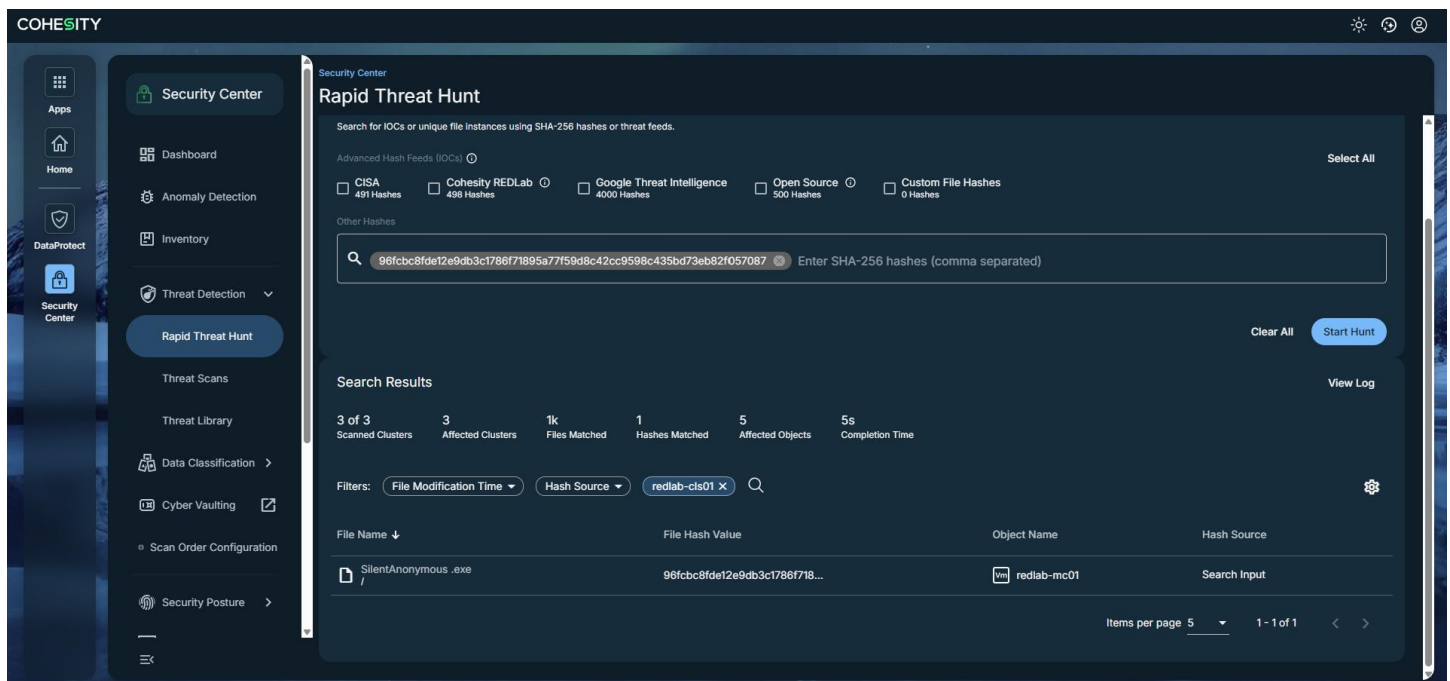 COHESITY
Apps
Home
DataProtect
Security
Center
Security Center
Dashboard
Anomaly Detection
Inventory
Threat Detection
Rapid Threat Hunt
Threat Scans
Threat Library
Data Classification
Cyber Vaulting
Scan Order Configuration
Security Posture
Security Center
Rapid Threat Hunt
Search for IOCs or unique file instances using SHA-256 hashes or threat feeds.
Advanced Hash Feeds (IOCs)
Select All
CISA
491 Hashes
Cohesity REDLab
498 Hashes
Google Threat Intelligence
4000 Hashes
Open Source
500 Hashes
Custom File Hashes
0 Hashes
Other Hashes
96fcbc8fde12e9db3c1786f71895a77f59d8c42cc9598c435bd73eb82f057087 Enter SHA-256 hashes (comma separated)
Clear All Start Hunt
Search Results View Log
3 of 3 3 1k 1 5 5s
Scanned Clusters Affected Clusters Files Matched Hashes Matched Affected Objects Completion Time
Filters: File Modification Time Hash Source redlab-cls01
File Name File Hash Value Object Name Hash Source
SilentAnonymous .exe
/
96fcbc8fde12e9db3c1786f718... Vm redlab-mc01 Search Input
Items per page 5 1 - 1 of 1